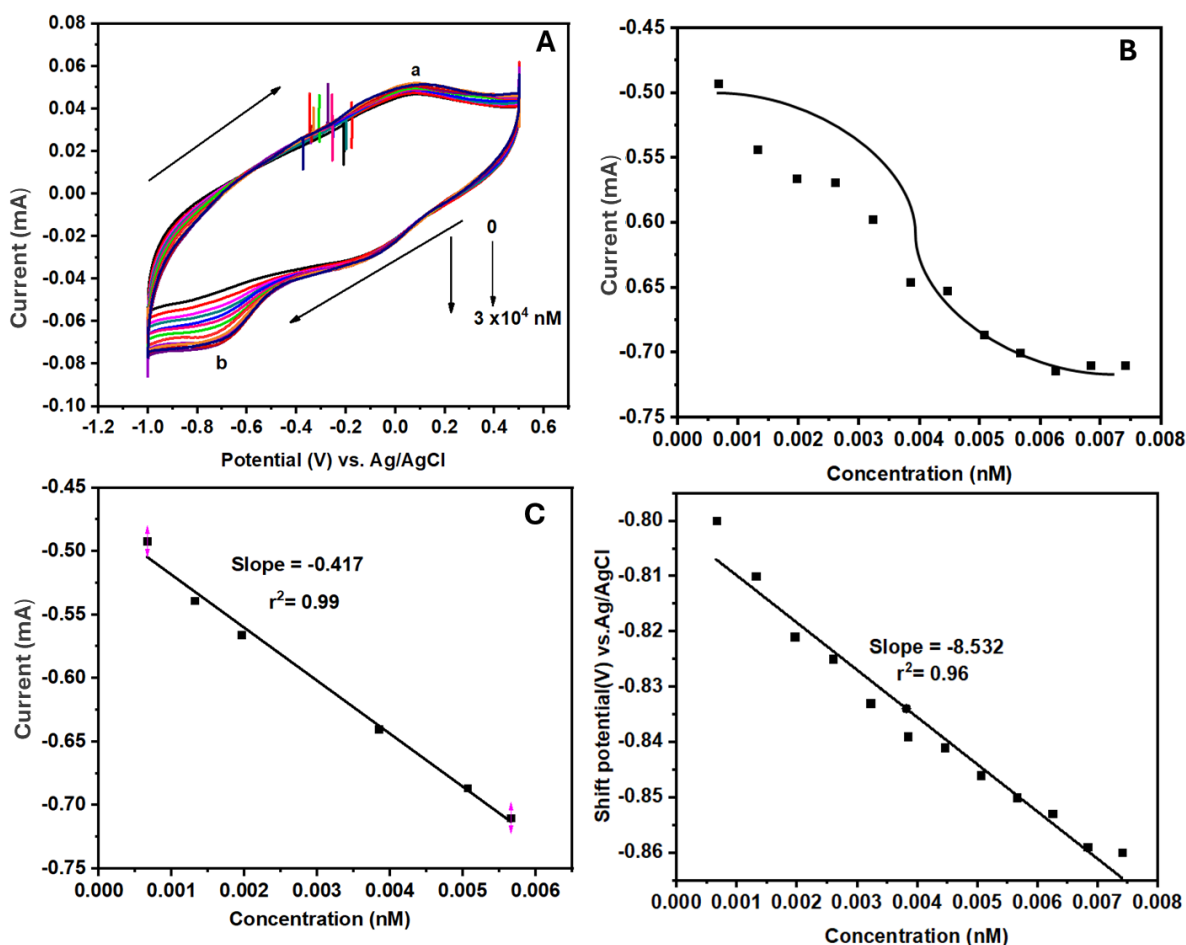 A
0.08
0.06
0.04
0.02
0.00
-0.02
-0.04
-0.06
-0.08
-0.10
Current (mA)
a
b
0
3 x10⁴ nM
-1.2 -1.0 -0.8 -0.6 -0.4 -0.2 0.0 0.2 0.4 0.6
Potential (V) vs. Ag/AgCl
B
-0.45
-0.50
-0.55
0.60
-0.65
-0.70
-0.75
Current (mA)
0.000 0.001 0.002 0.003 0.004 0.005 0.006 0.007 0.008
Concentration (nM)
C
-0.45
-0.50
-0.55
-0.60
-0.65
-0.70
-0.75
Current (mA)
Slope = -0.417
r²= 0.99
0.000 0.001 0.002 0.003 0.004 0.005 0.006
Concentration (nM)
-0.80
-0.81
-0.82
-0.83
-0.84
-0.85
-0.86
Shift potential(V) vs.Ag/AgCl
Slope = -8.532
r²= 0.96
0.000 0.001 0.002 0.003 0.004 0.005 0.006 0.007 0.008
Concentration (nM)